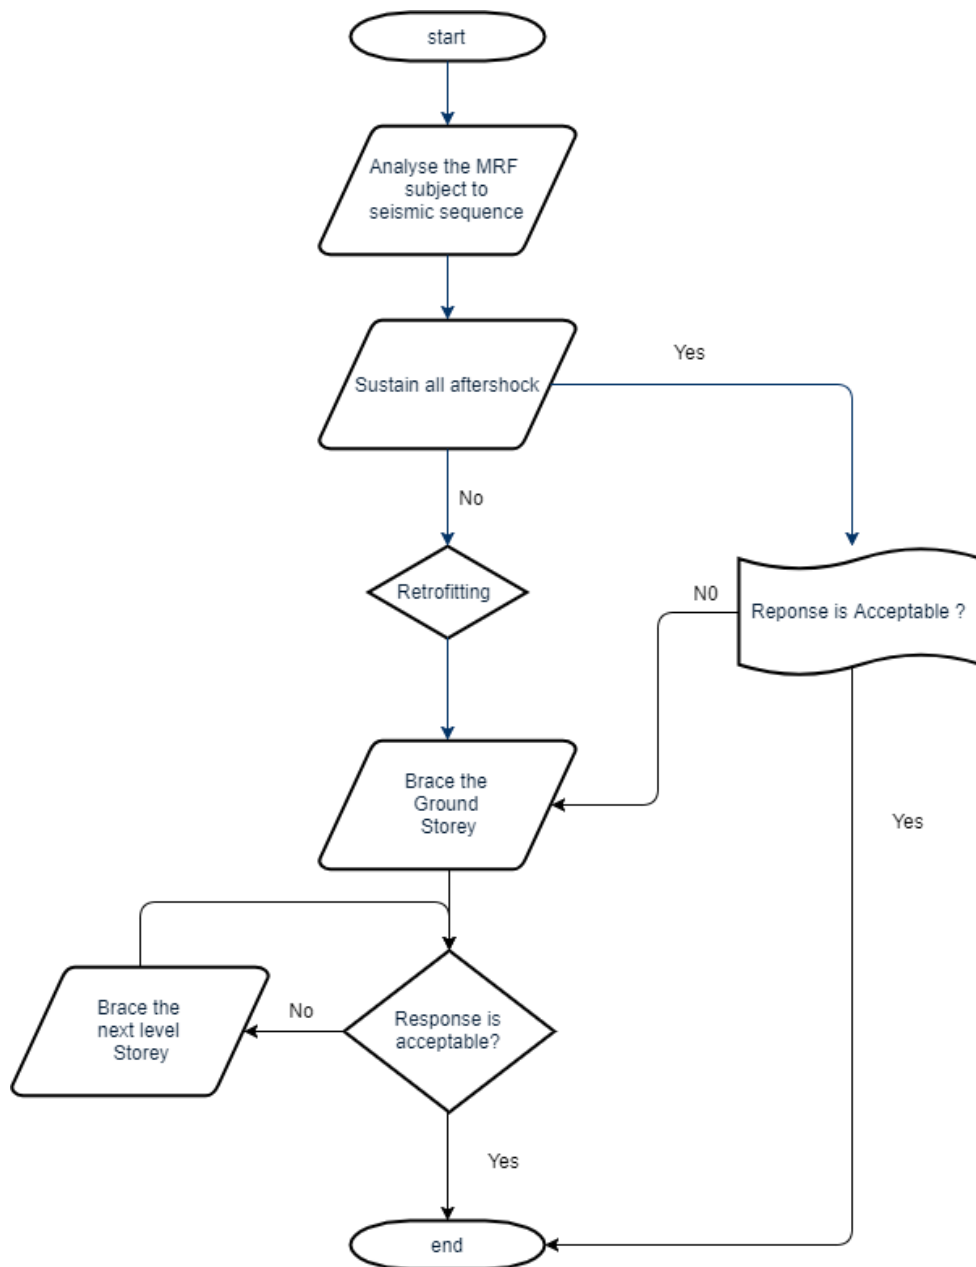 start
Analyse the MRF
subject to
seismic sequence
Sustain all aftershock
Yes
No
Retrofitting
N0
Reponse is Acceptable ?
Brace the
Ground
Storey
Yes
Brace the
next level
Storey
No
Response is
acceptable?
Yes
end